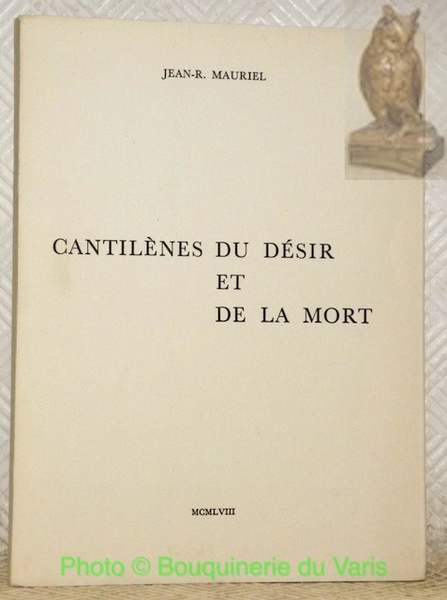 JEAN-R. MAURIEL
CANTILÈNES DU DÉSIR
ET
DE LA MORT
MCMLVIII
Photo © Bouquinerie du Varis